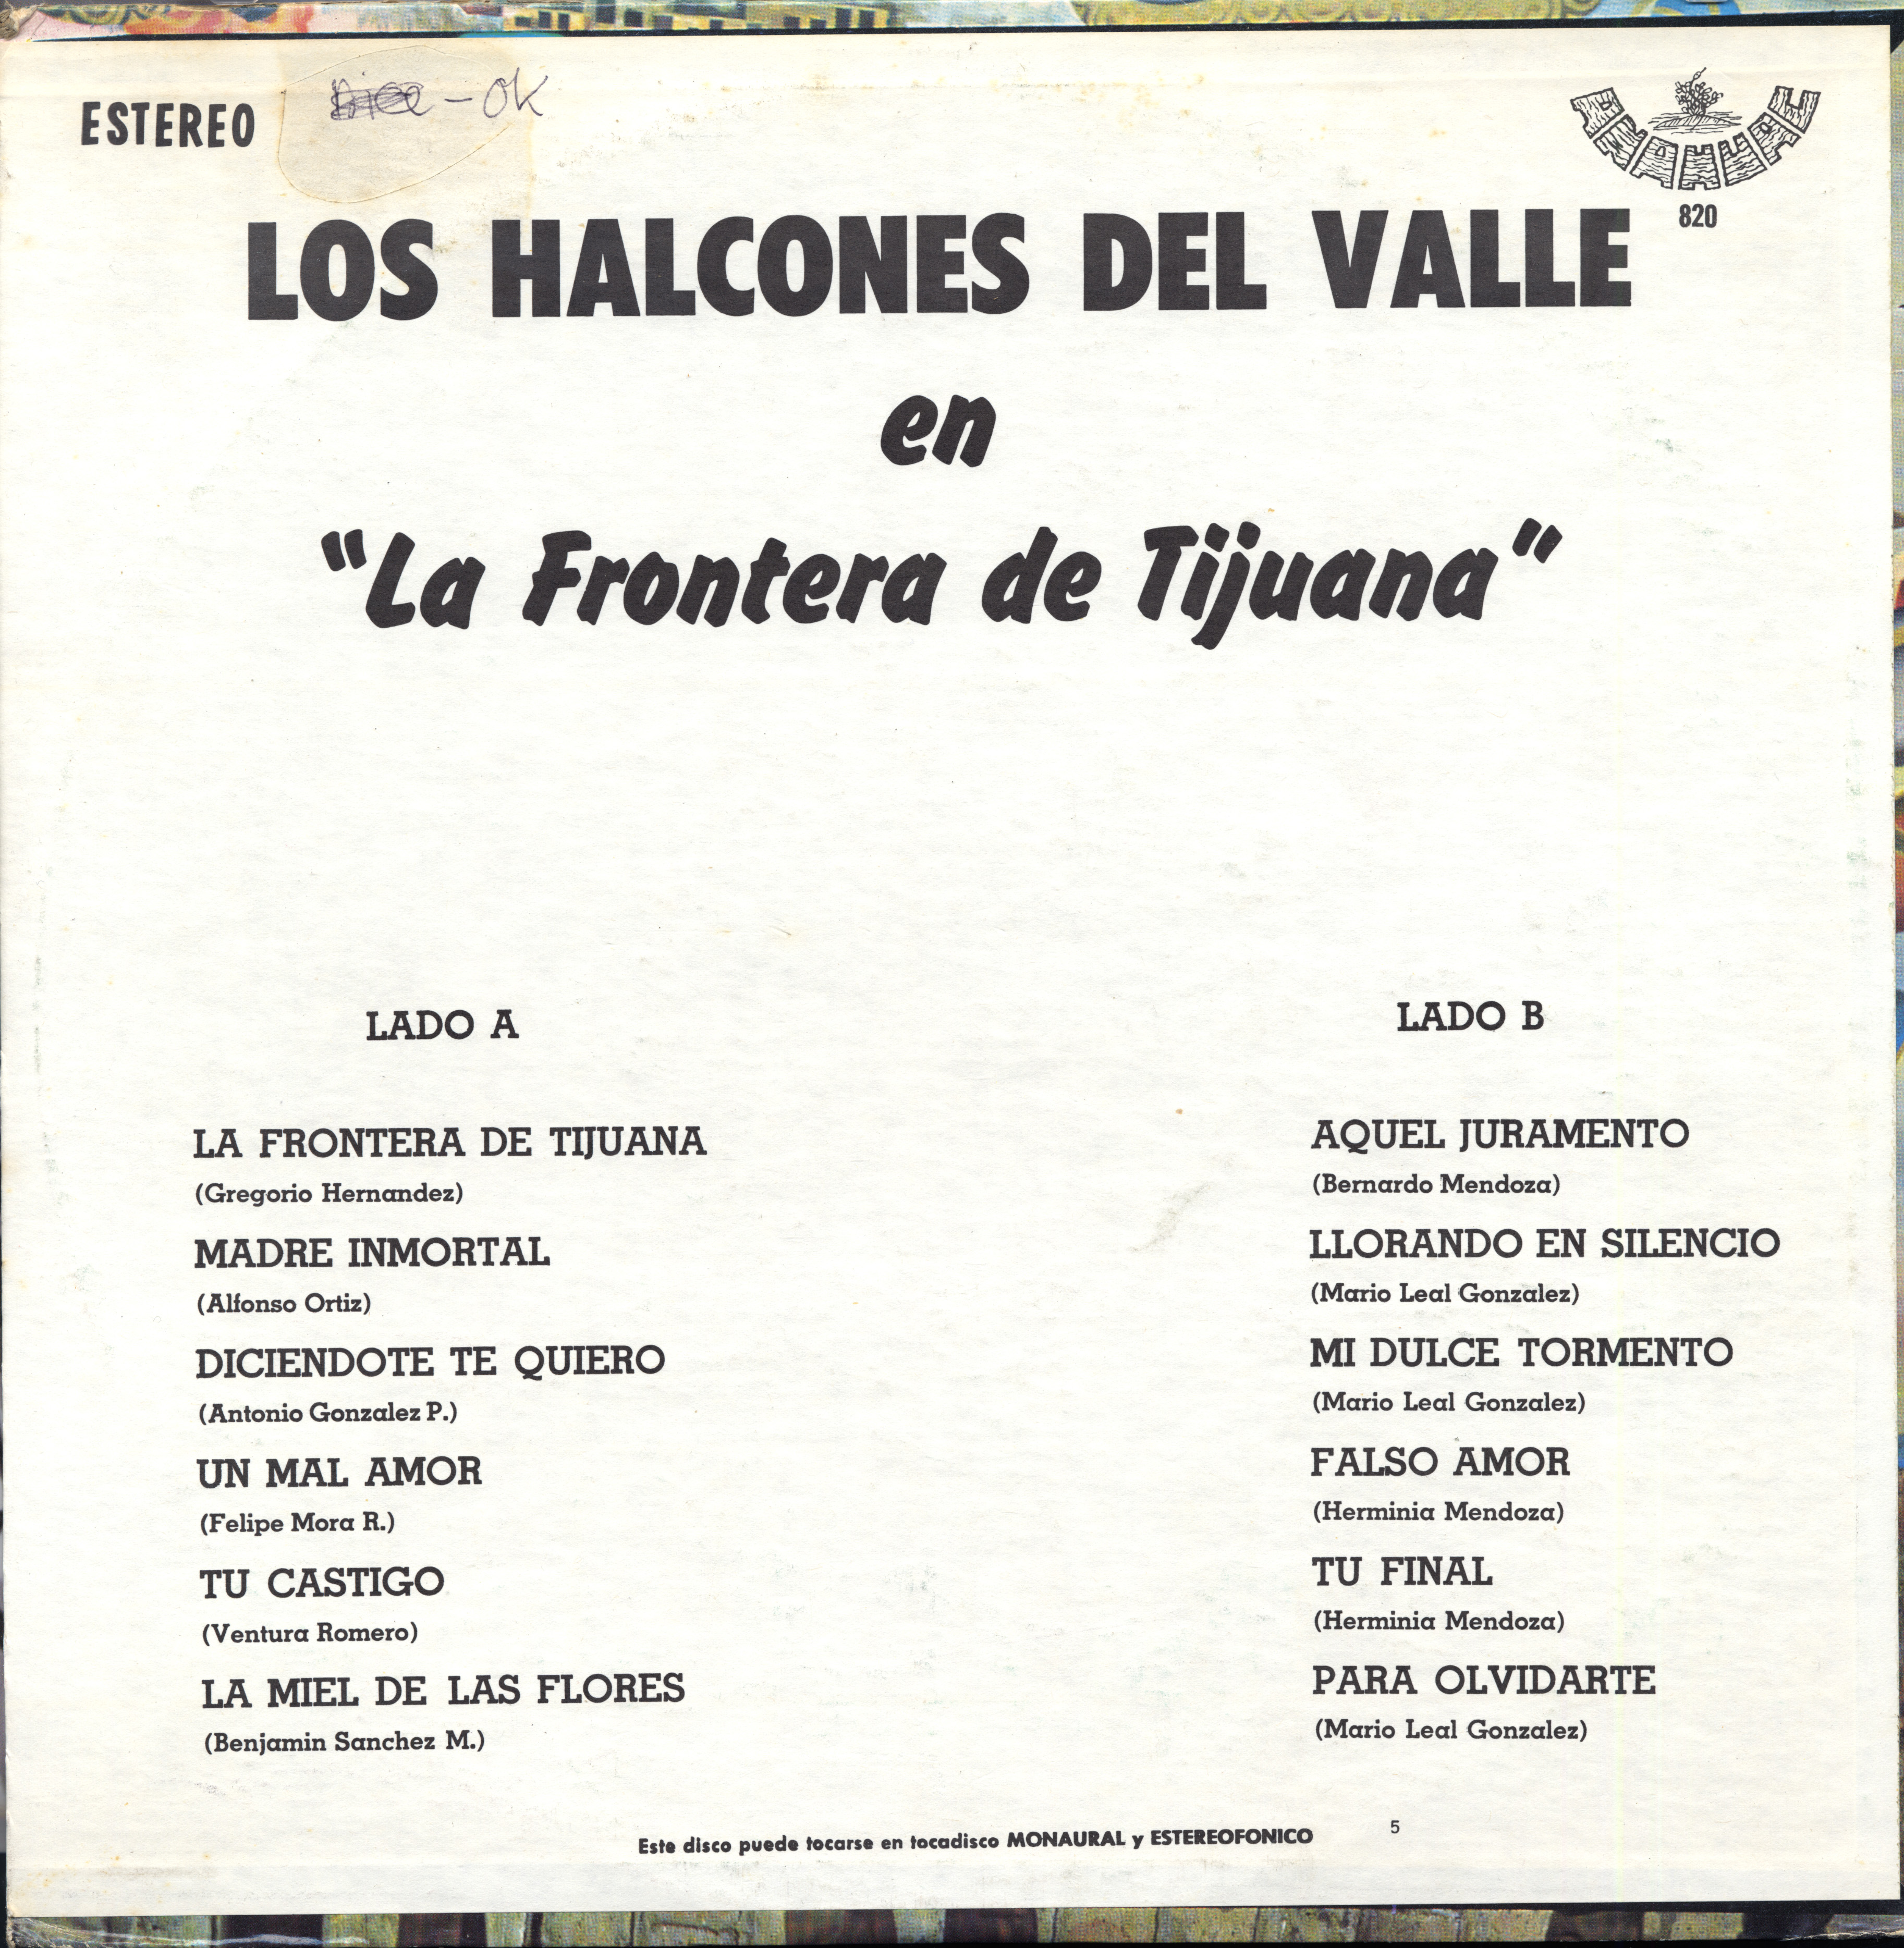 ESTEREO
- OK
ANAHUAC
820
LOS HALCONES DEL VALLE
en
"La Frontera de Tijuana"
LADO A
LA FRONTERA DE TIJUANA
(Gregorio Hernandez)
MADRE INMORTAL
(Alfonso Ortiz)
DICIENDOTE TE QUIERO
(Antonio Gonzalez P.)
UN MAL AMOR
(Felipe Mora R.)
TU CASTIGO
(Ventura Romero)
LA MIEL DE LAS FLORES
(Benjamin Sanchez M.)
LADO B
AQUEL JURAMENTO
(Bernardo Mendoza)
LLORANDO EN SILENCIO
(Mario Leal Gonzalez)
MI DULCE TORMENTO
(Mario Leal Gonzalez)
FALSO AMOR
(Herminia Mendoza)
TU FINAL
(Herminia Mendoza)
PARA OLVIDARTE
(Mario Leal Gonzalez)
Este disco puede tocarse en tocadisco MONAURAL y ESTEREOFONICO
5